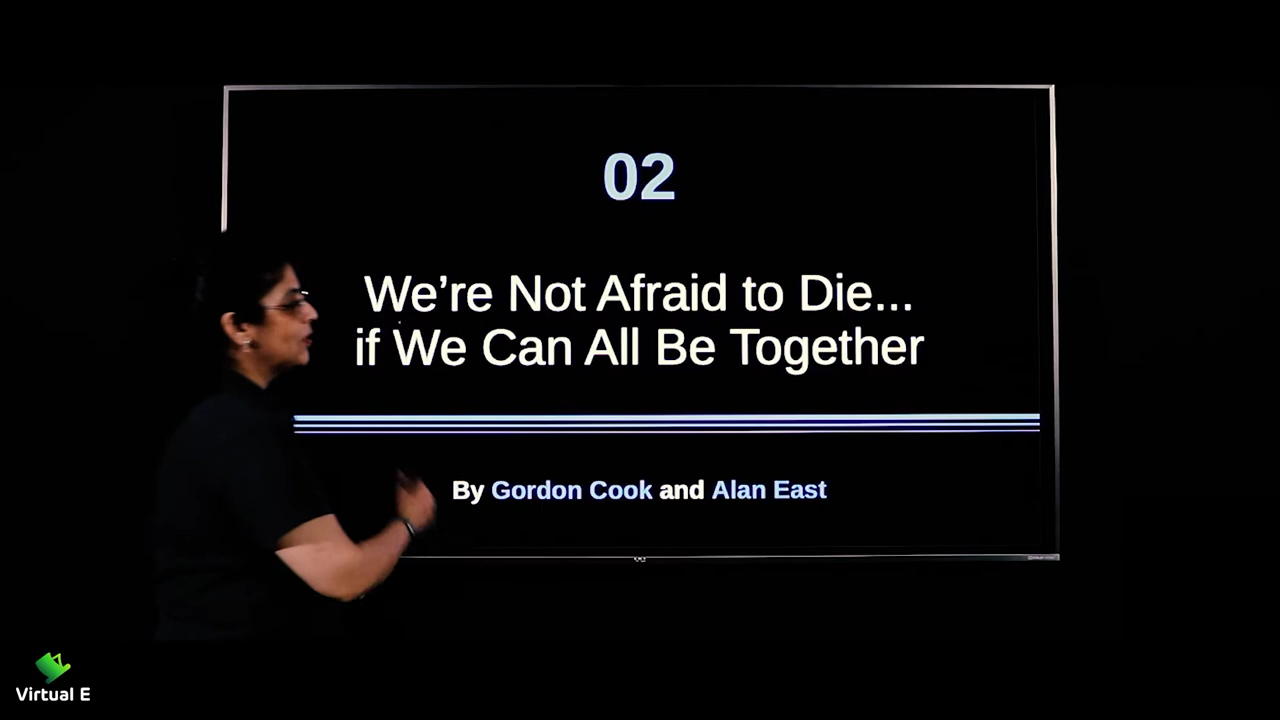 02
We’re Not Afraid to Die...
if We Can All Be Together
By Gordon Cook and Alan East
Virtual E